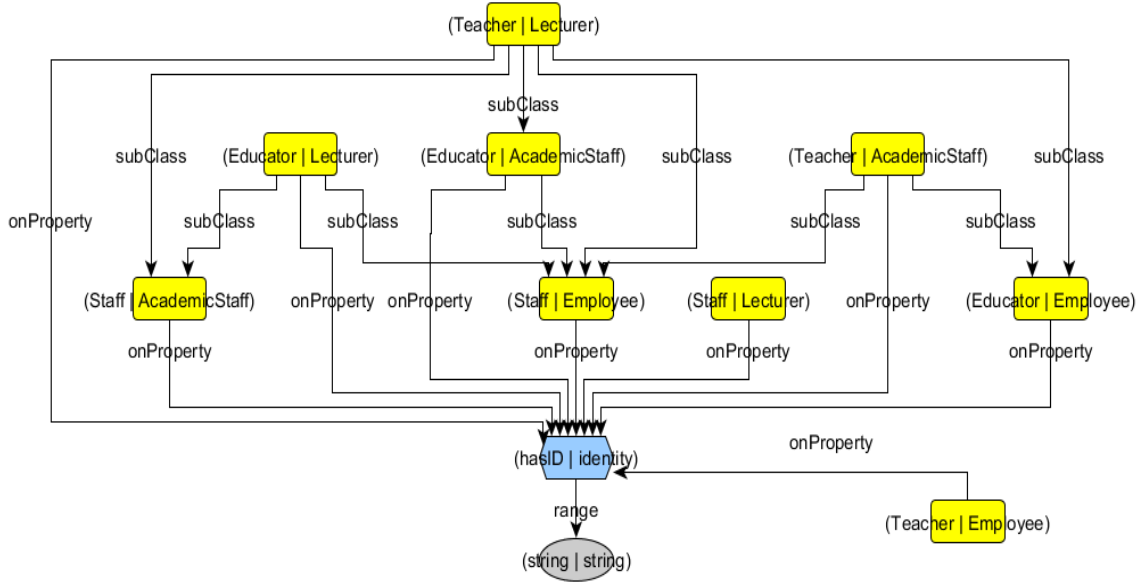 (Teacher | Lecturer)
subClass
(Educator | Lecturer)
(Educator | AcademicStaff)
(Teacher | AcademicStaff)
subClass
subClass
subClass
onProperty
subClass
subClass
subClass
subClass
subClass
(Staff | AcademicStaff)
onProperty
onProperty
(Staff | Employee)
(Staff | Lecturer)
onProperty
(Educator | Employee)
onProperty
onProperty
onProperty
onProperty
(hasID | identity)
onProperty
range
(Teacher | Employee)
(string | string)